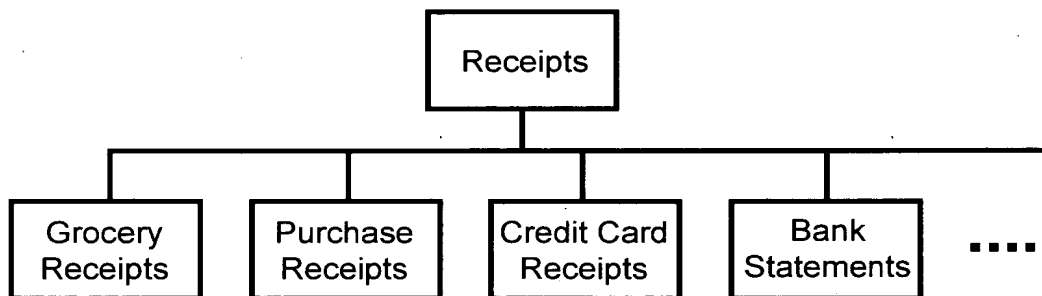 Receipts
Grocery
Receipts
Purchase
Receipts
Credit Card
Receipts
Bank
Statements
....